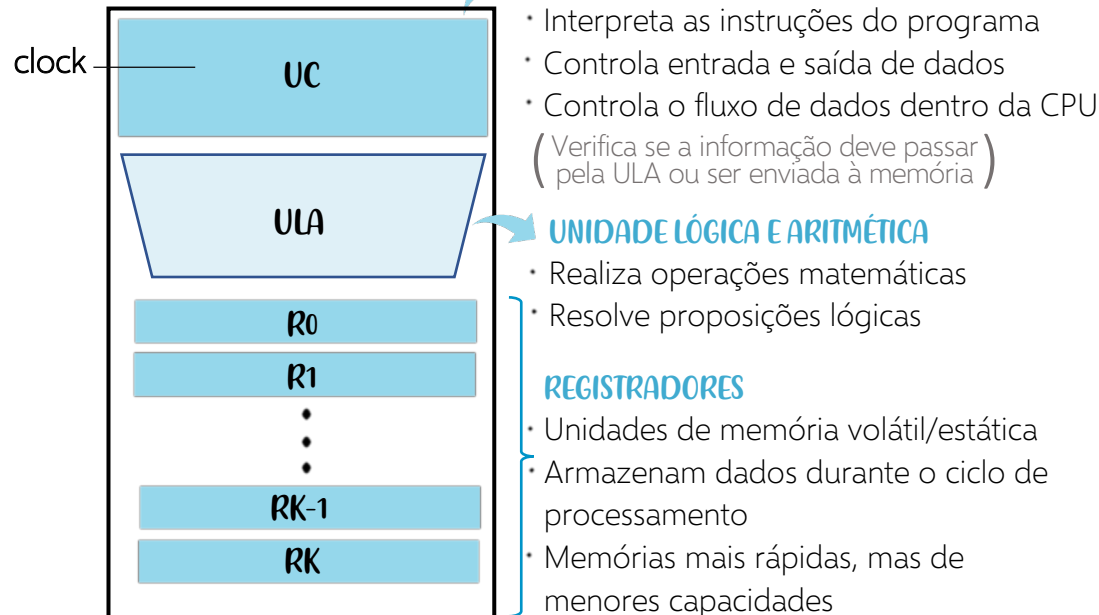 clock
UC
ULA
R0
R1
RK-1
RK
· Interpreta as instruções do programa
· Controla entrada e saída de dados
· Controla o fluxo de dados dentro da CPU
(Verifica se a informação deve passar
pela ULA ou ser enviada à memória)
UNIDADE LÓGICA E ARITMÉTICA
· Realiza operações matemáticas
· Resolve proposições lógicas
REGISTRADORES
· Unidades de memória volátil/estática
· Armazenam dados durante o ciclo de
processamento
· Memórias mais rápidas, mas de
menores capacidades